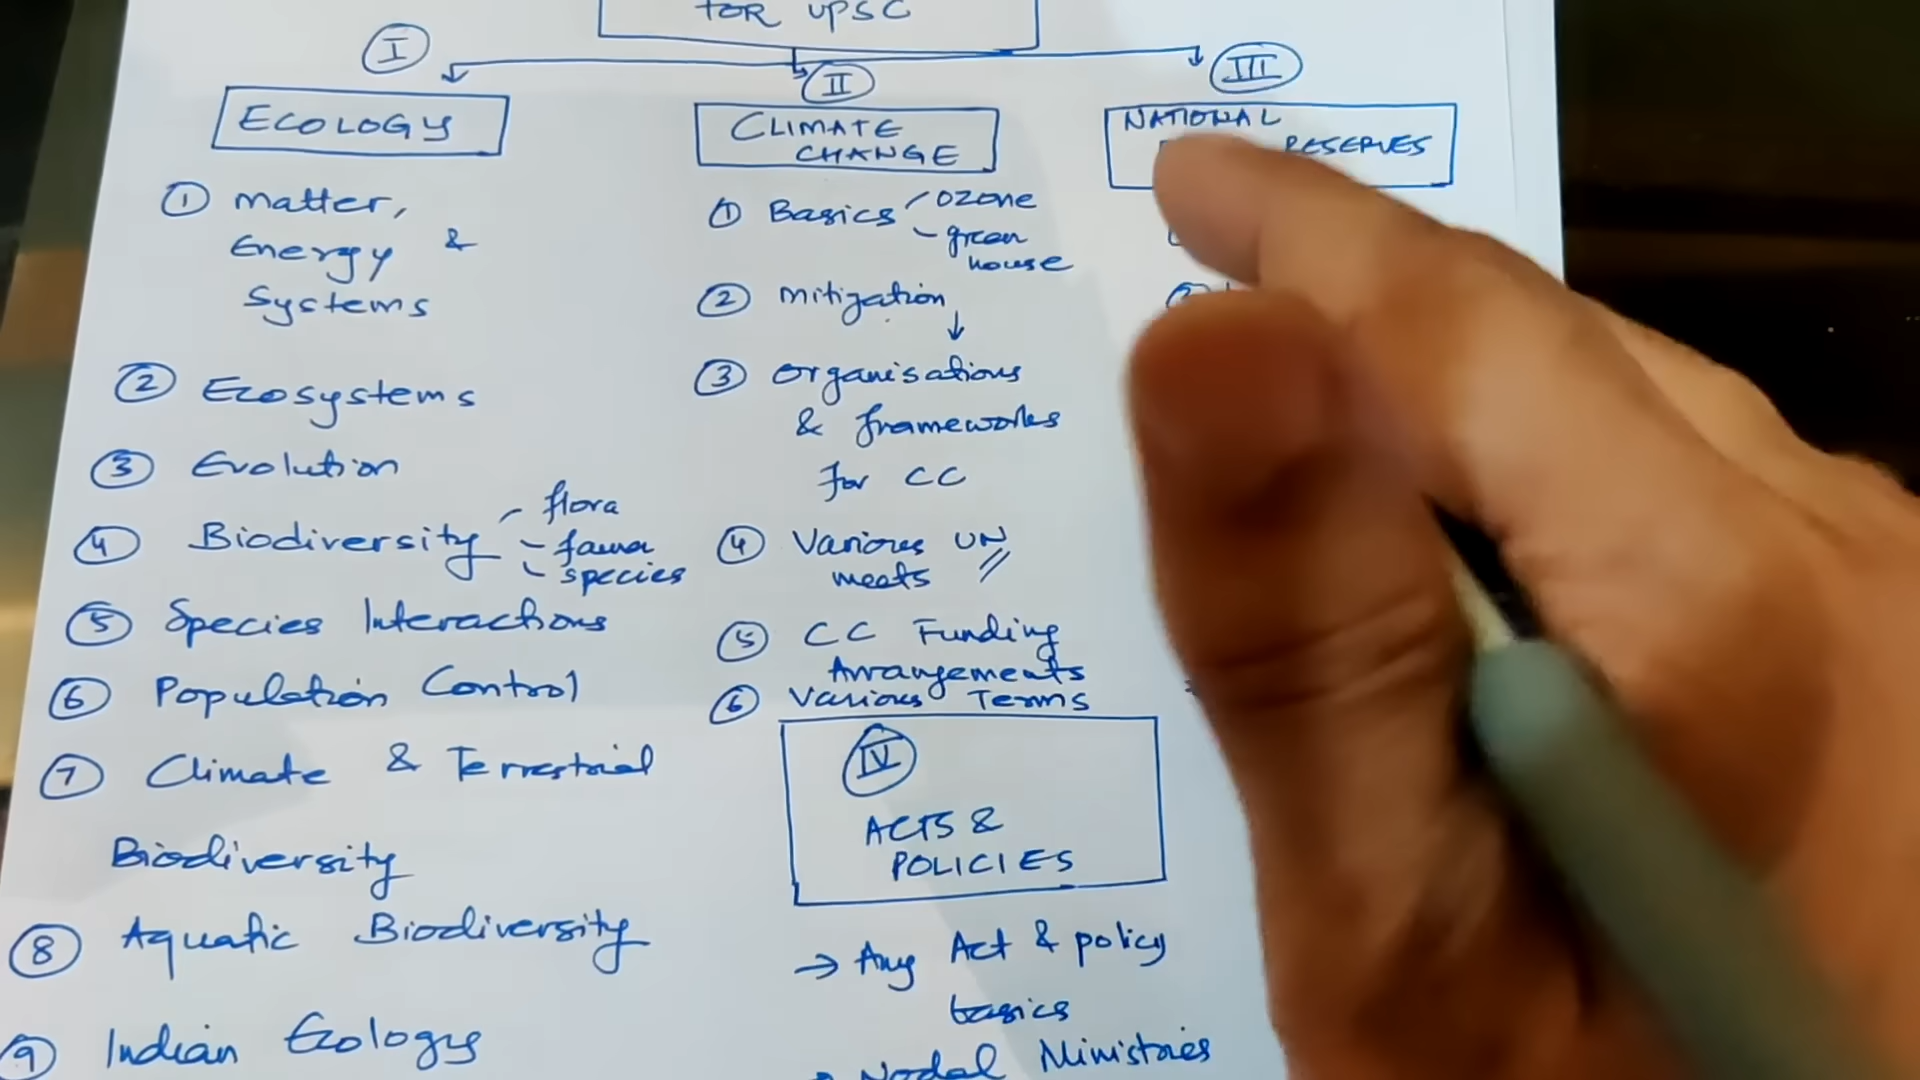 FOR UPSC
I
ECOLOGY
① Matter,
Energy &
Systems
② Ecosystems
③ Evolution
④ Biodiversity - flora
- fauna
- species
⑤ Species Interactions
⑥ Population Control
⑦ Climate & Terrestrial
Biodiversity
⑧ Aquatic Biodiversity
⑨ Indian Ecology
II
CLIMATE
CHANGE
① Basics - Ozone
- green
house
② Mitigation
↓
③ Organisations
& frameworks
for CC
④ Various UN
meets
⑤ CC Funding
Arrangements
⑥ Various Terms
III
NATIONAL
RESERVES
IV
ACTS &
POLICIES
→ Any Act & policy
basics
Nodal Ministries